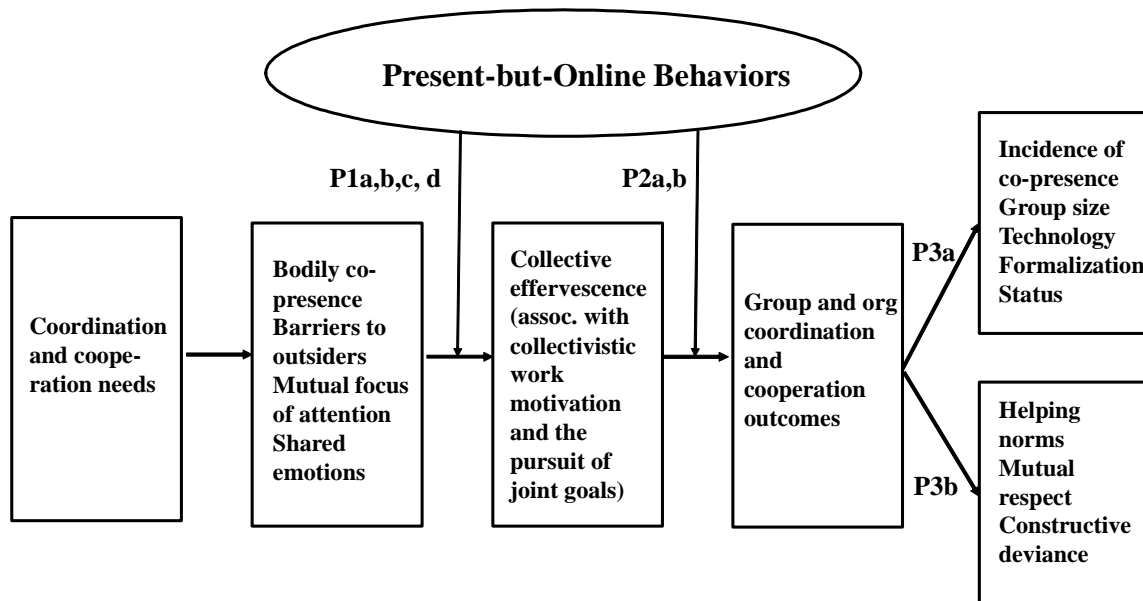 Present-but-Online Behaviors
P1a,b,c, d
P2a,b
Coordination
and coope-
ration needs
Bodily co-
presence
Barriers to
outsiders
Mutual focus
of attention
Shared
emotions
Collective
effervescence
(assoc. with
collectivistic
work
motivation
and the
pursuit of
joint goals)
Group and org
coordination
and
cooperation
outcomes
P3a
P3b
Incidence of
co-presence
Group size
Technology
Formalization
Status
Helping
norms
Mutual
respect
Constructive
deviance